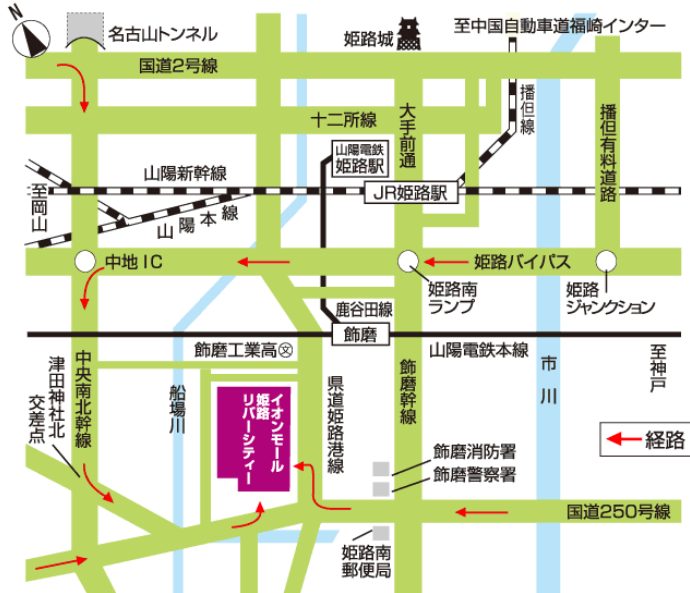 N
名古山トンネル
姫路城
至中国自動車道福崎インター
国道2号線
十二所線
大手前通
播但線
播但有料道路
山陽電鉄
姫路駅
山陽新幹線
JR姫路駅
至岡山
山陽本線
中地IC
姫路バイパス
姫路南
ランプ
姫路
ジャンクション
鹿谷田線
飾磨
飾磨工業高文
山陽電鉄本線
至神戸
津田神社北
交差点
中央南北幹線
船場川
イオンモール
姫路
リバーシティー
県道姫路港線
飾磨幹線
市川
経路
飾磨消防署
飾磨警察署
国道250号線
姫路南
郵便局